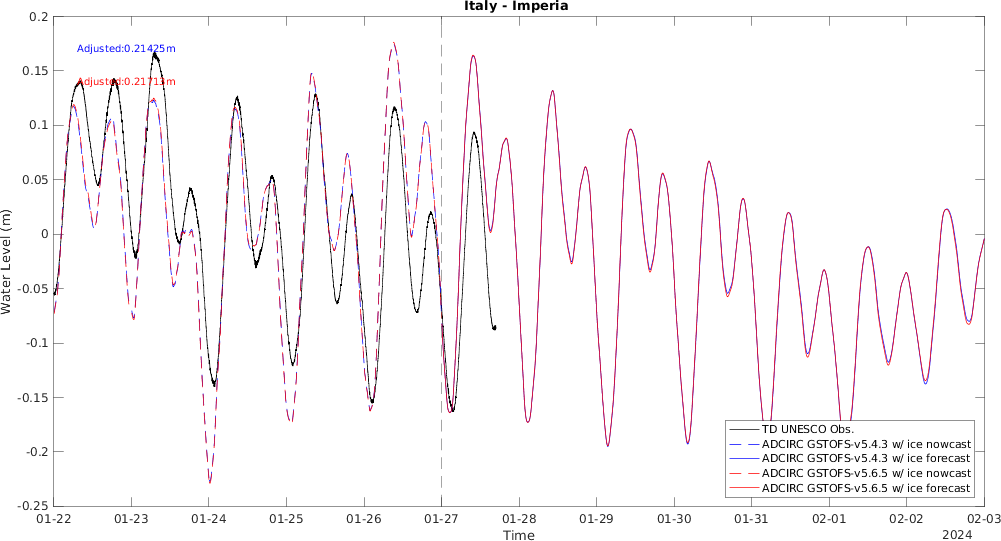 Italy - Imperia
Adjusted:0.21425m
Adjusted:0.21713m
0.2
0.15
0.1
0.05
0
-0.05
-0.1
-0.15
-0.2
-0.25
Water Level (m)
01-22
01-23
01-24
01-25
01-26
01-27
01-28
01-29
01-30
01-31
02-01
02-02
02-03
Time
2024
TD UNESCO Obs.
ADCIRC GSTOFS-v5.4.3 w/ ice nowcast
ADCIRC GSTOFS-v5.4.3 w/ ice forecast
ADCIRC GSTOFS-v5.6.5 w/ ice nowcast
ADCIRC GSTOFS-v5.6.5 w/ ice forecast